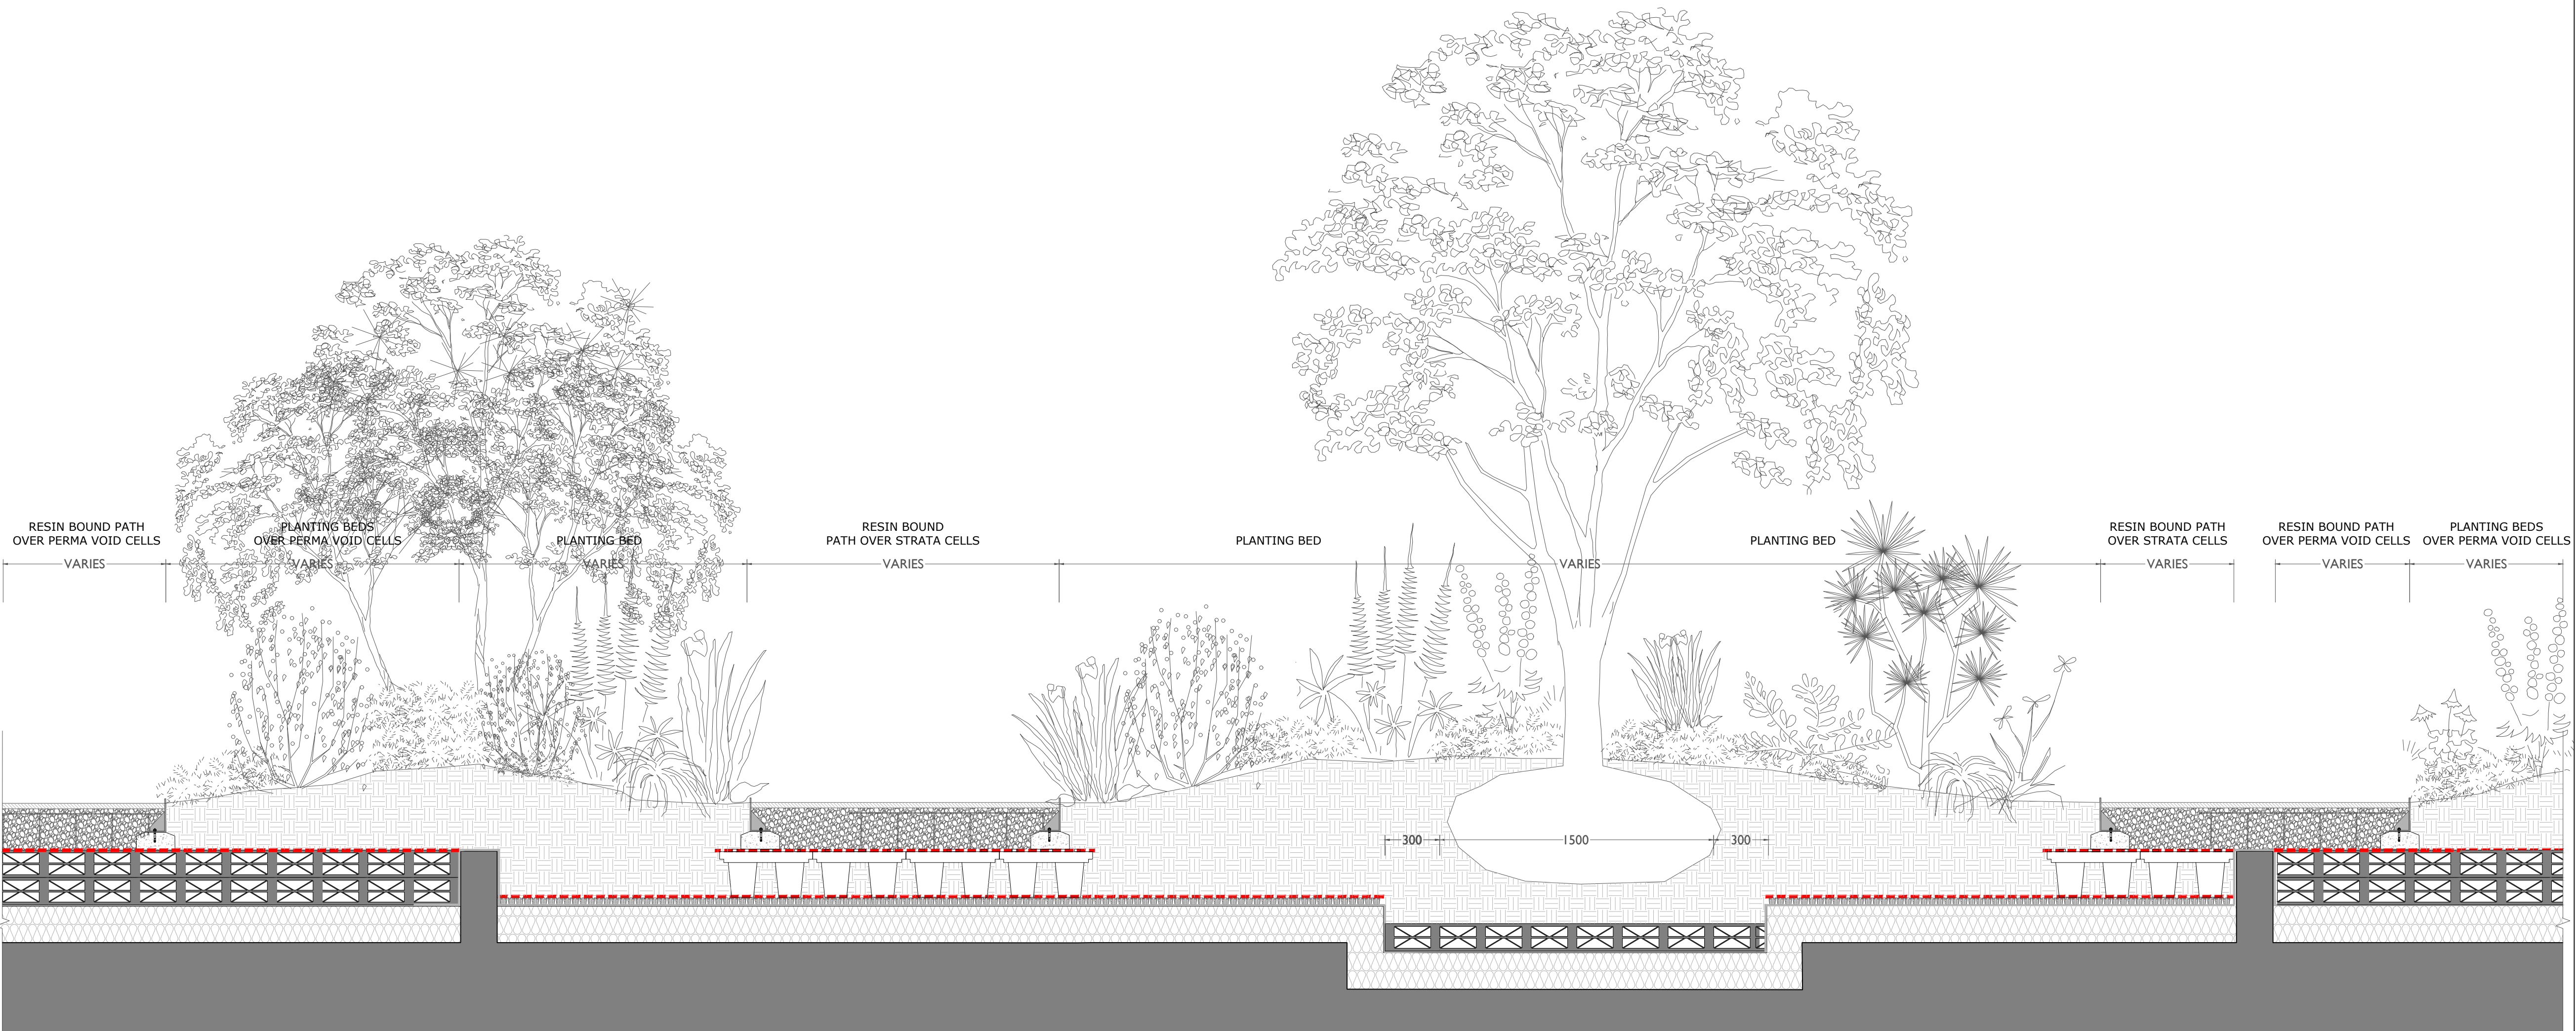 RESIN BOUND PATH
OVER PERMA VOID CELLS
VARIES
PLANTING BEDS
OVER PERMA VOID CELLS
VARIES
PLANTING BED
VARIES
RESIN BOUND
PATH OVER STRATA CELLS
VARIES
PLANTING BED
VARIES
PLANTING BED
RESIN BOUND PATH
OVER STRATA CELLS
VARIES
RESIN BOUND PATH
OVER PERMA VOID CELLS
VARIES
PLANTING BEDS
OVER PERMA VOID CELLS
VARIES
300
1500
300